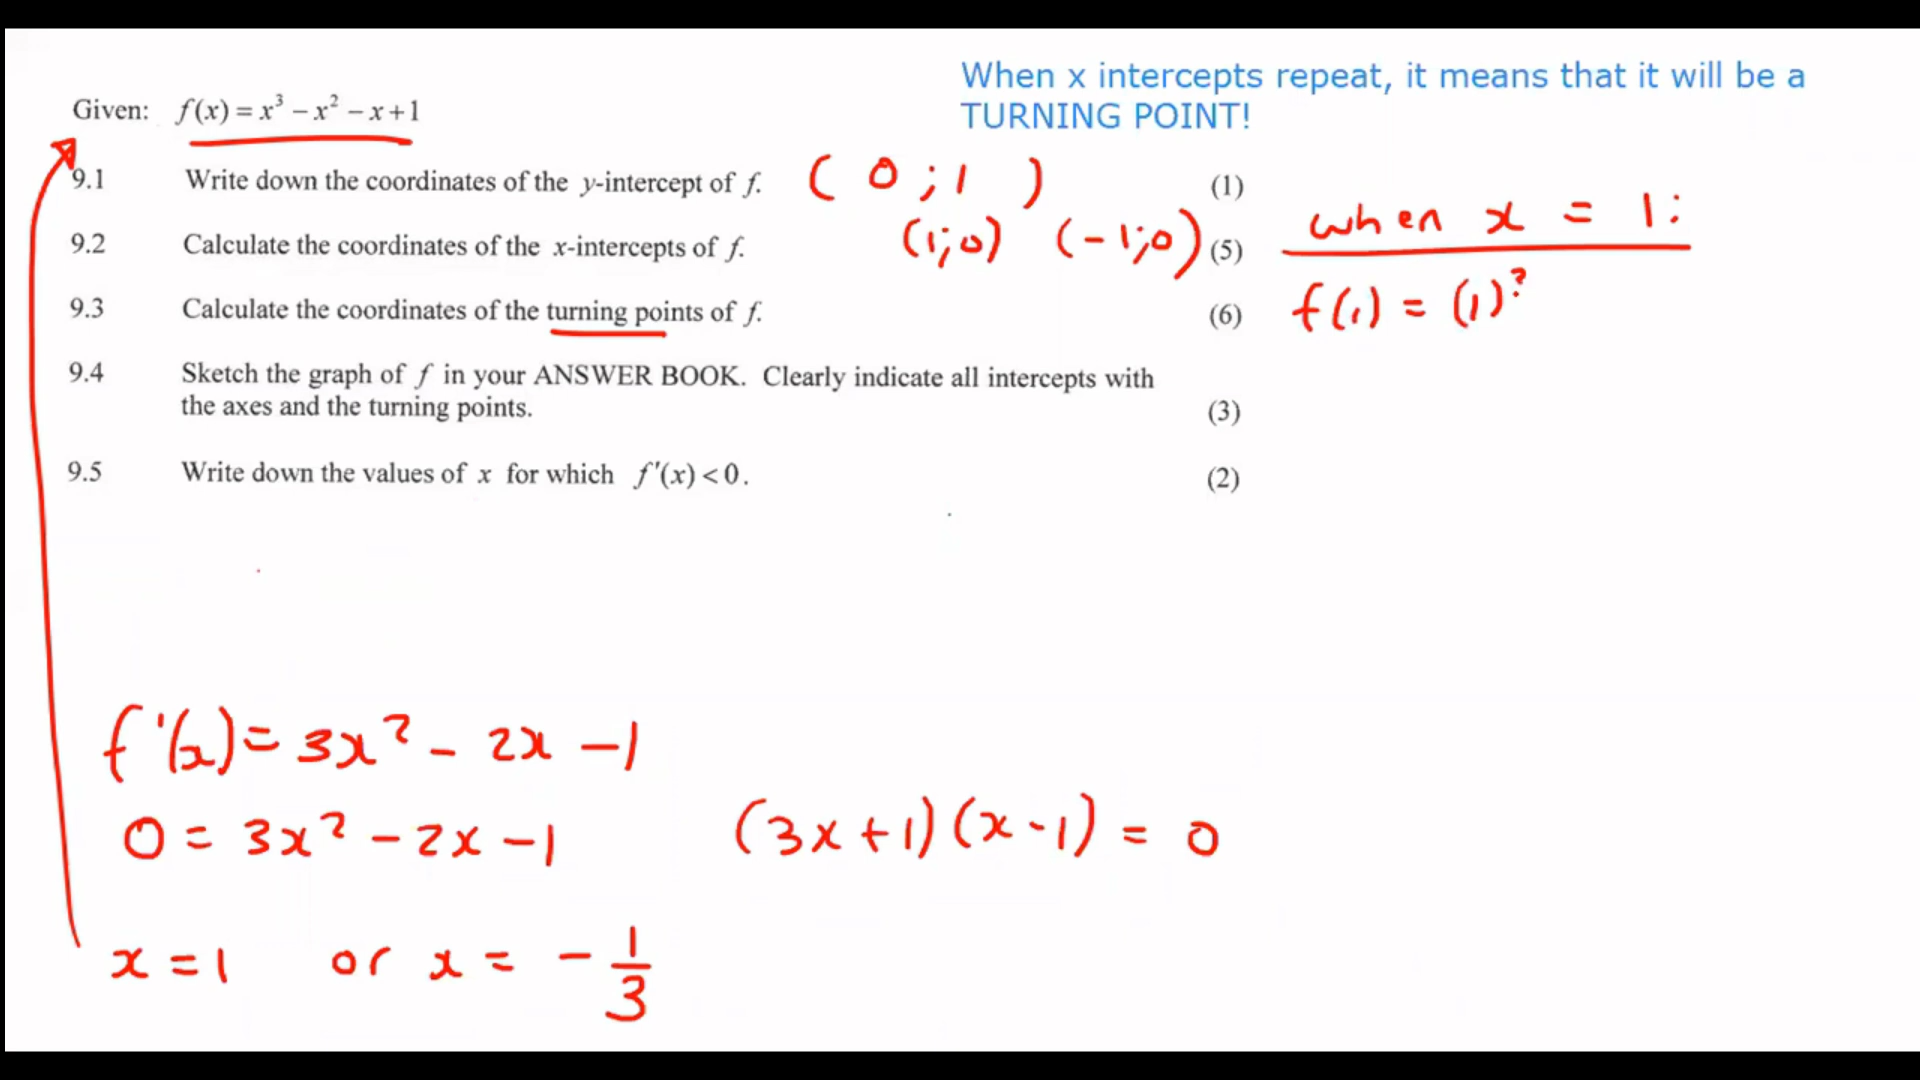 When x intercepts repeat, it means that it will be a
TURNING POINT!
Given: f(x) = x³ − x² − x + 1
9.1 Write down the coordinates of the y-intercept of f. (0 ; 1) (1)
9.2 Calculate the coordinates of the x-intercepts of f. (1;0) (-1;0) (5)
9.3 Calculate the coordinates of the turning points of f. (6)
9.4 Sketch the graph of f in your ANSWER BOOK. Clearly indicate all intercepts with
the axes and the turning points. (3)
9.5 Write down the values of x for which f′(x) < 0. (2)
when x = 1:
f(1) = (1)²
f'(x) = 3x² - 2x - 1
0 = 3x² - 2x - 1 (3x + 1)(x - 1) = 0
x = 1 or x = - 1/3